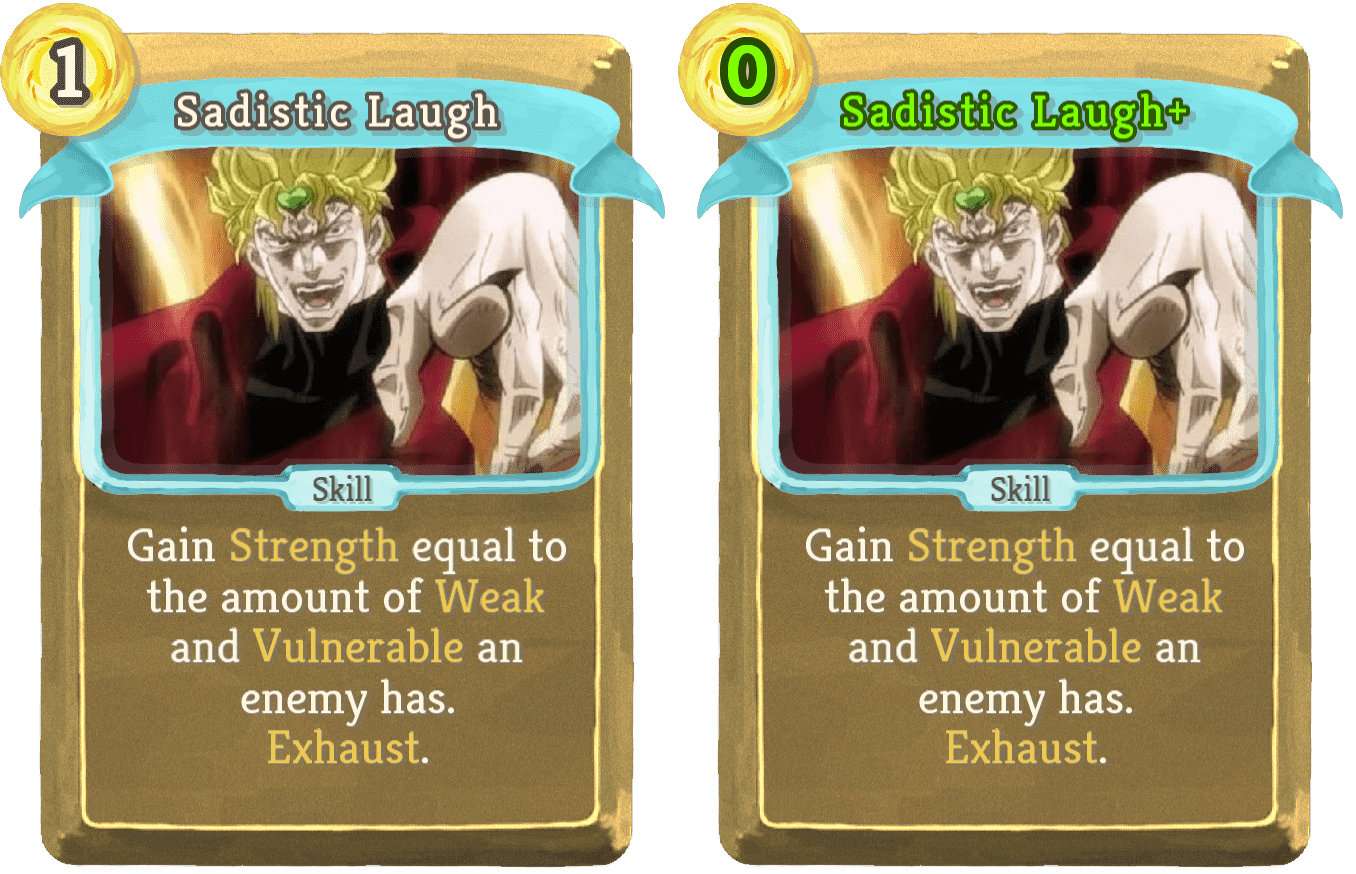 1
Sadistic Laugh
Skill
Gain Strength equal to
the amount of Weak
and Vulnerable an
enemy has.
Exhaust.
0
Sadistic Laugh+
Skill
Gain Strength equal to
the amount of Weak
and Vulnerable an
enemy has.
Exhaust.